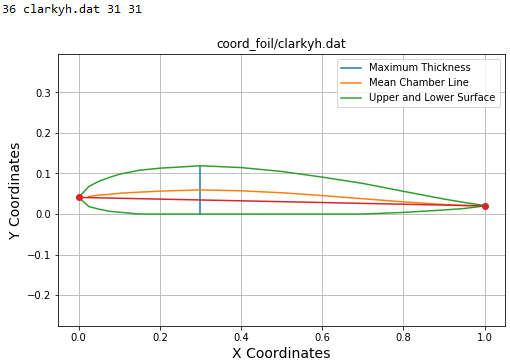 36 clarkyh.dat 31 31
coord_foil/clarkyh.dat
Maximum Thickness
Mean Chamber Line
Upper and Lower Surface
0.3
0.2
0.1
0.0
−0.1
−0.2
Y Coordinates
0.0 0.2 0.4 0.6 0.8 1.0
X Coordinates